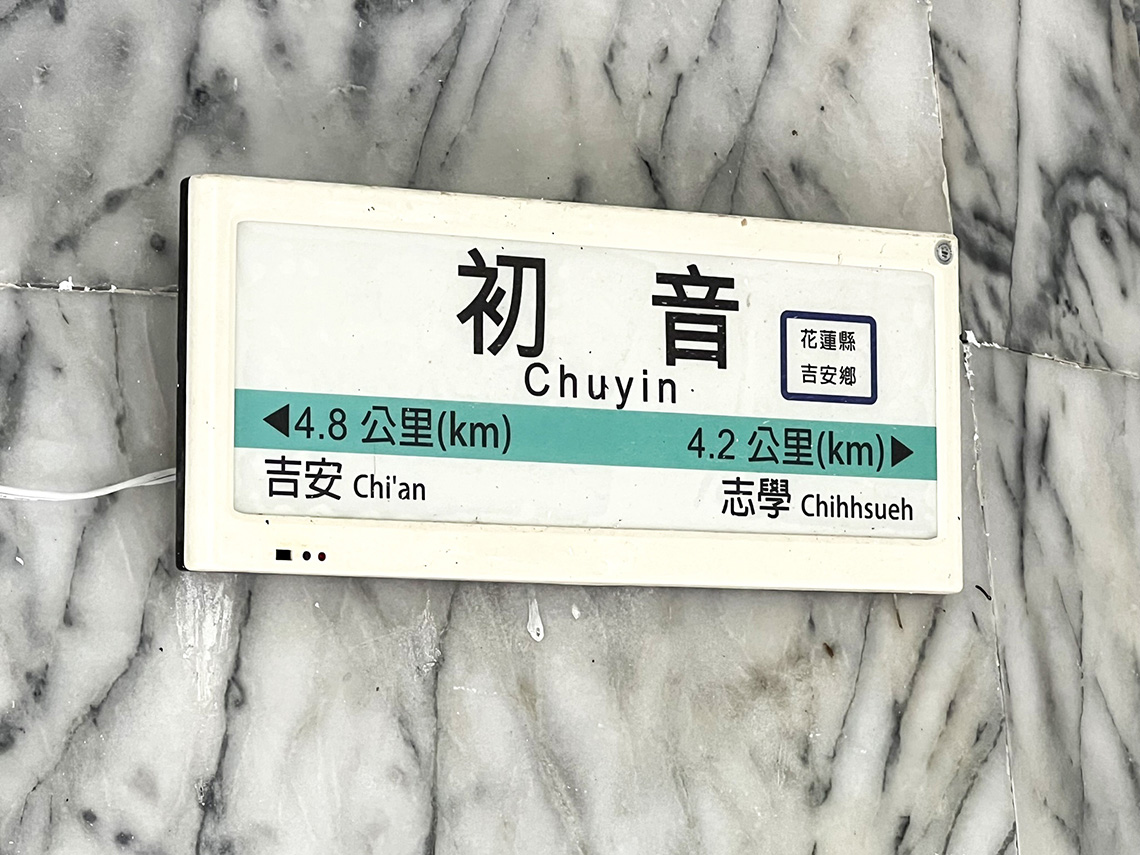 初音
Chuyin
花蓮縣
吉安鄉
◀4.8 公里(km)
4.2 公里(km)▶
吉安 Chi'an
志學 Chihhsueh